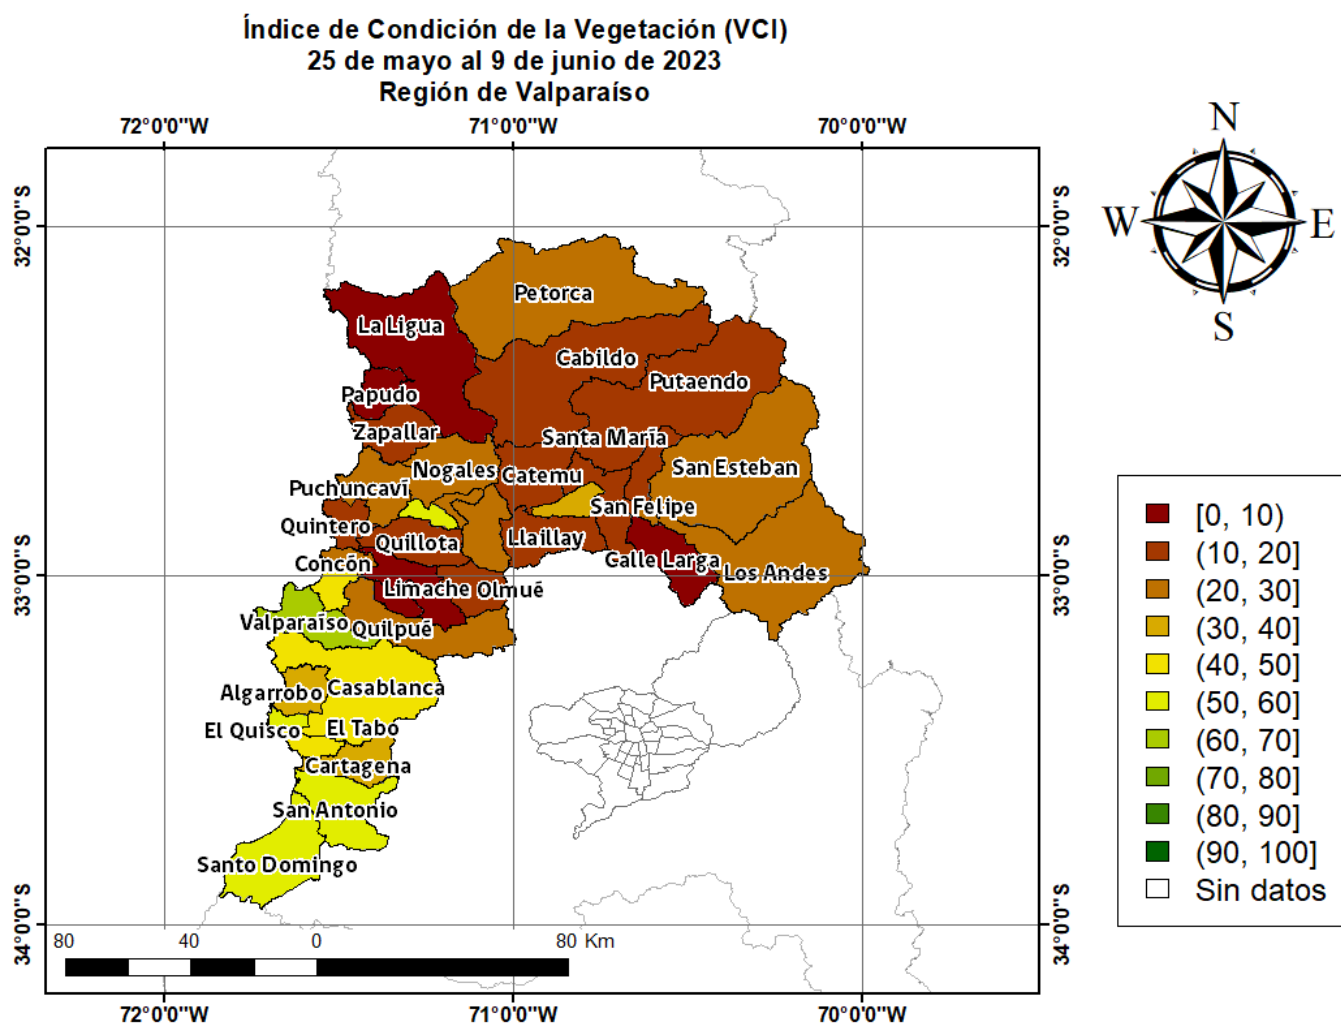 Índice de Condición de la Vegetación (VCI)
25 de mayo al 9 de junio de 2023
Región de Valparaíso
72°0'0"W
71°0'0"W
70°0'0"W
N
W
E
S
32°0'0"S
32°0'0"S
Petorca
La Ligua
Cabildo
Putaendo
Papudo
Zapallar
Santa María
Nogales
Catemu
San Esteban
Puchuncaví
San Felipe
Quintero
Quillota
Llaillay
Concón
Calle Larga
Los Andes
33°0'0"S
33°0'0"S
Limache
Olmué
Valparaíso
Quilpué
Algarrobo
Casablanca
El Quisco
El Tabo
Cartagena
San Antonio
Santo Domingo
34°0'0"S
34°0'0"S
80
40
0
80 Km
72°0'0"W
71°0'0"W
70°0'0"W
[0, 10)
(10, 20]
(20, 30]
(30, 40]
(40, 50]
(50, 60]
(60, 70]
(70, 80]
(80, 90]
(90, 100]
Sin datos